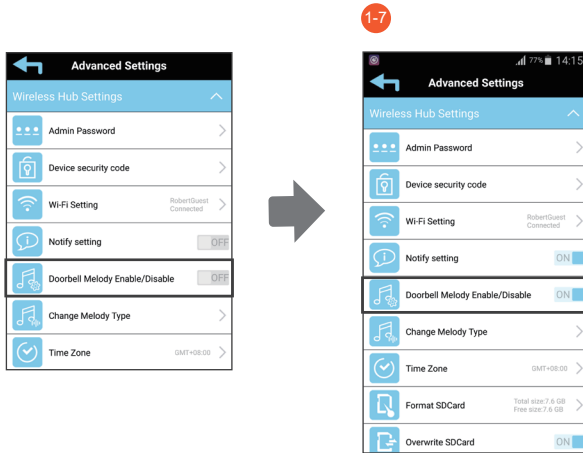 1-7
Advanced Settings
Wireless Hub Settings
Admin Password
Device security code
Wi-Fi Setting RobertGuest Connected
Notify setting OFF
Doorbell Melody Enable/Disable OFF
Change Melody Type
Time Zone GMT+08:00
77% 14:15
Advanced Settings
Wireless Hub Settings
Admin Password
Device security code
Wi-Fi Setting RobertGuest Connected
Notify setting ON
Doorbell Melody Enable/Disable ON
Change Melody Type
Time Zone GMT+08:00
Format SDCard Total size:7.6 GB Free size:7.6 GB
Overwrite SDCard ON